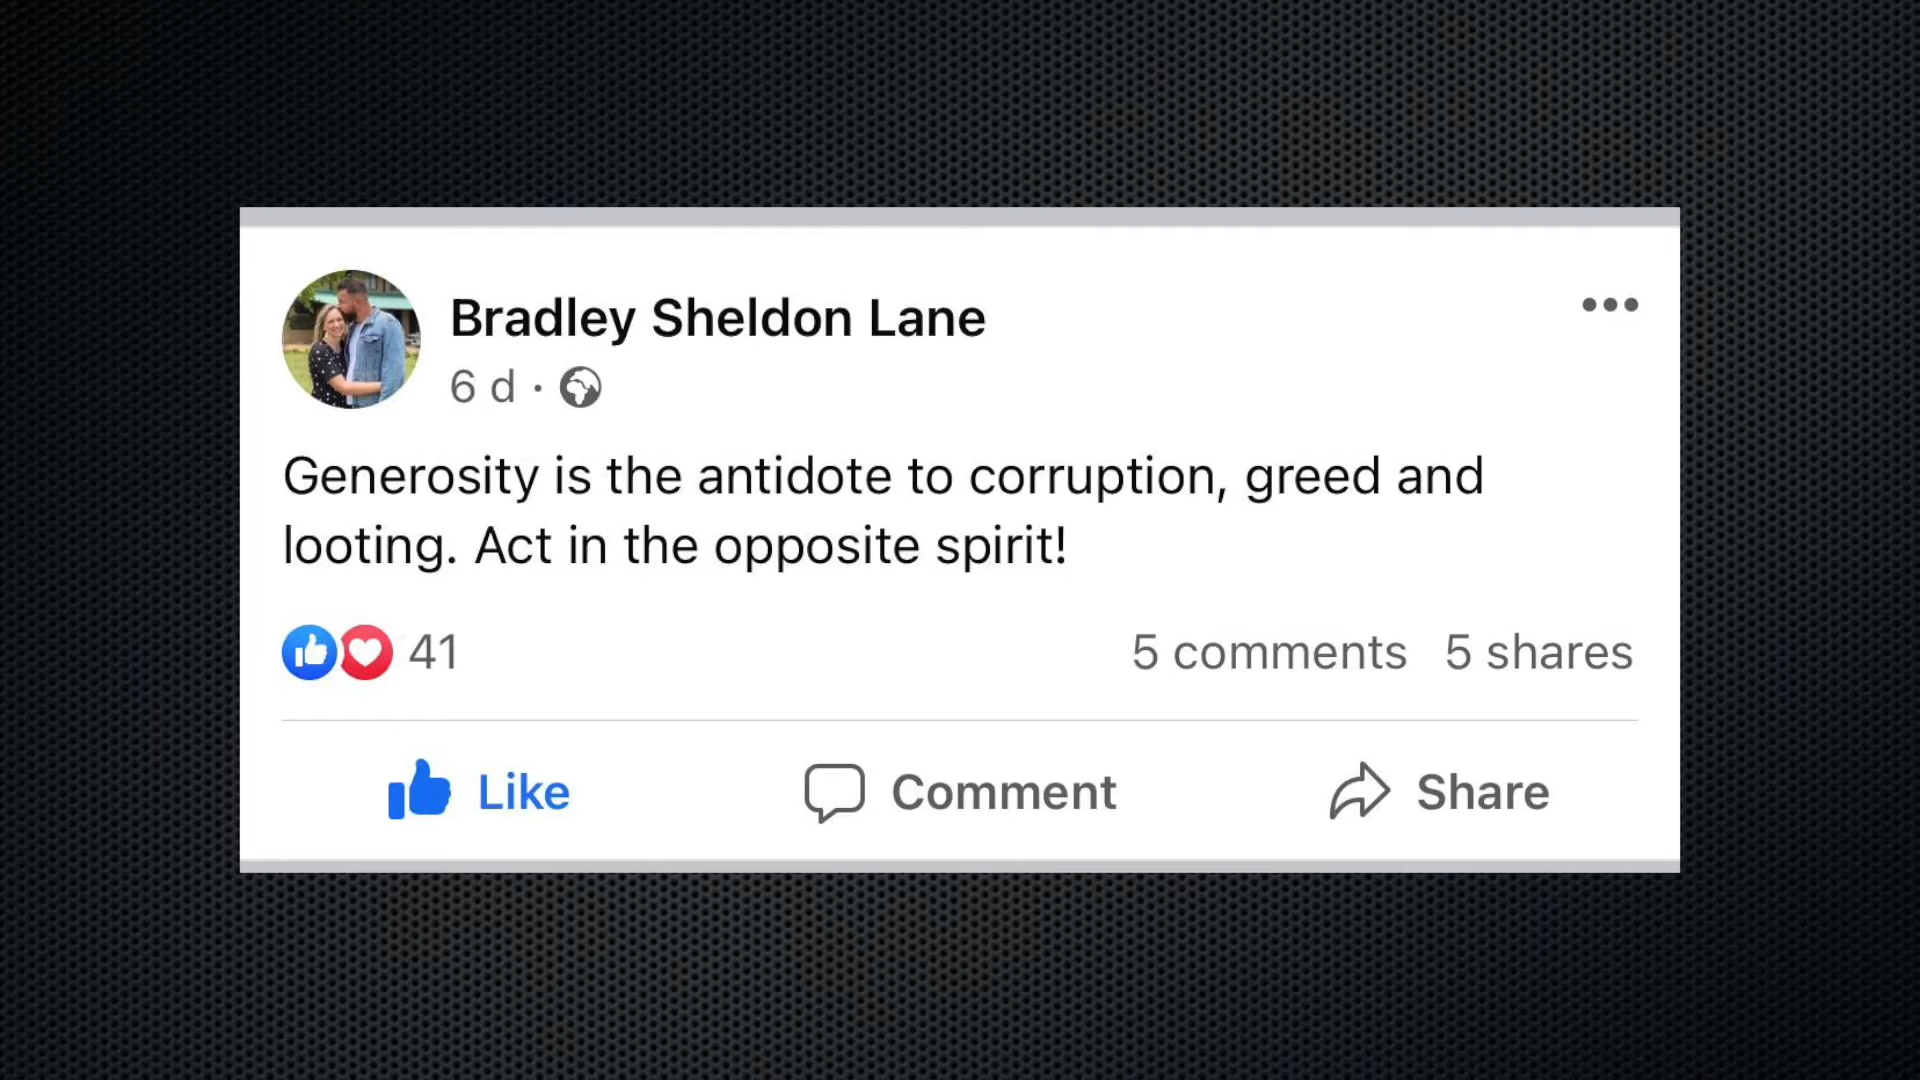 Bradley Sheldon Lane
6 d ·
Generosity is the antidote to corruption, greed and
looting. Act in the opposite spirit!
41 5 comments 5 shares
Like Comment Share